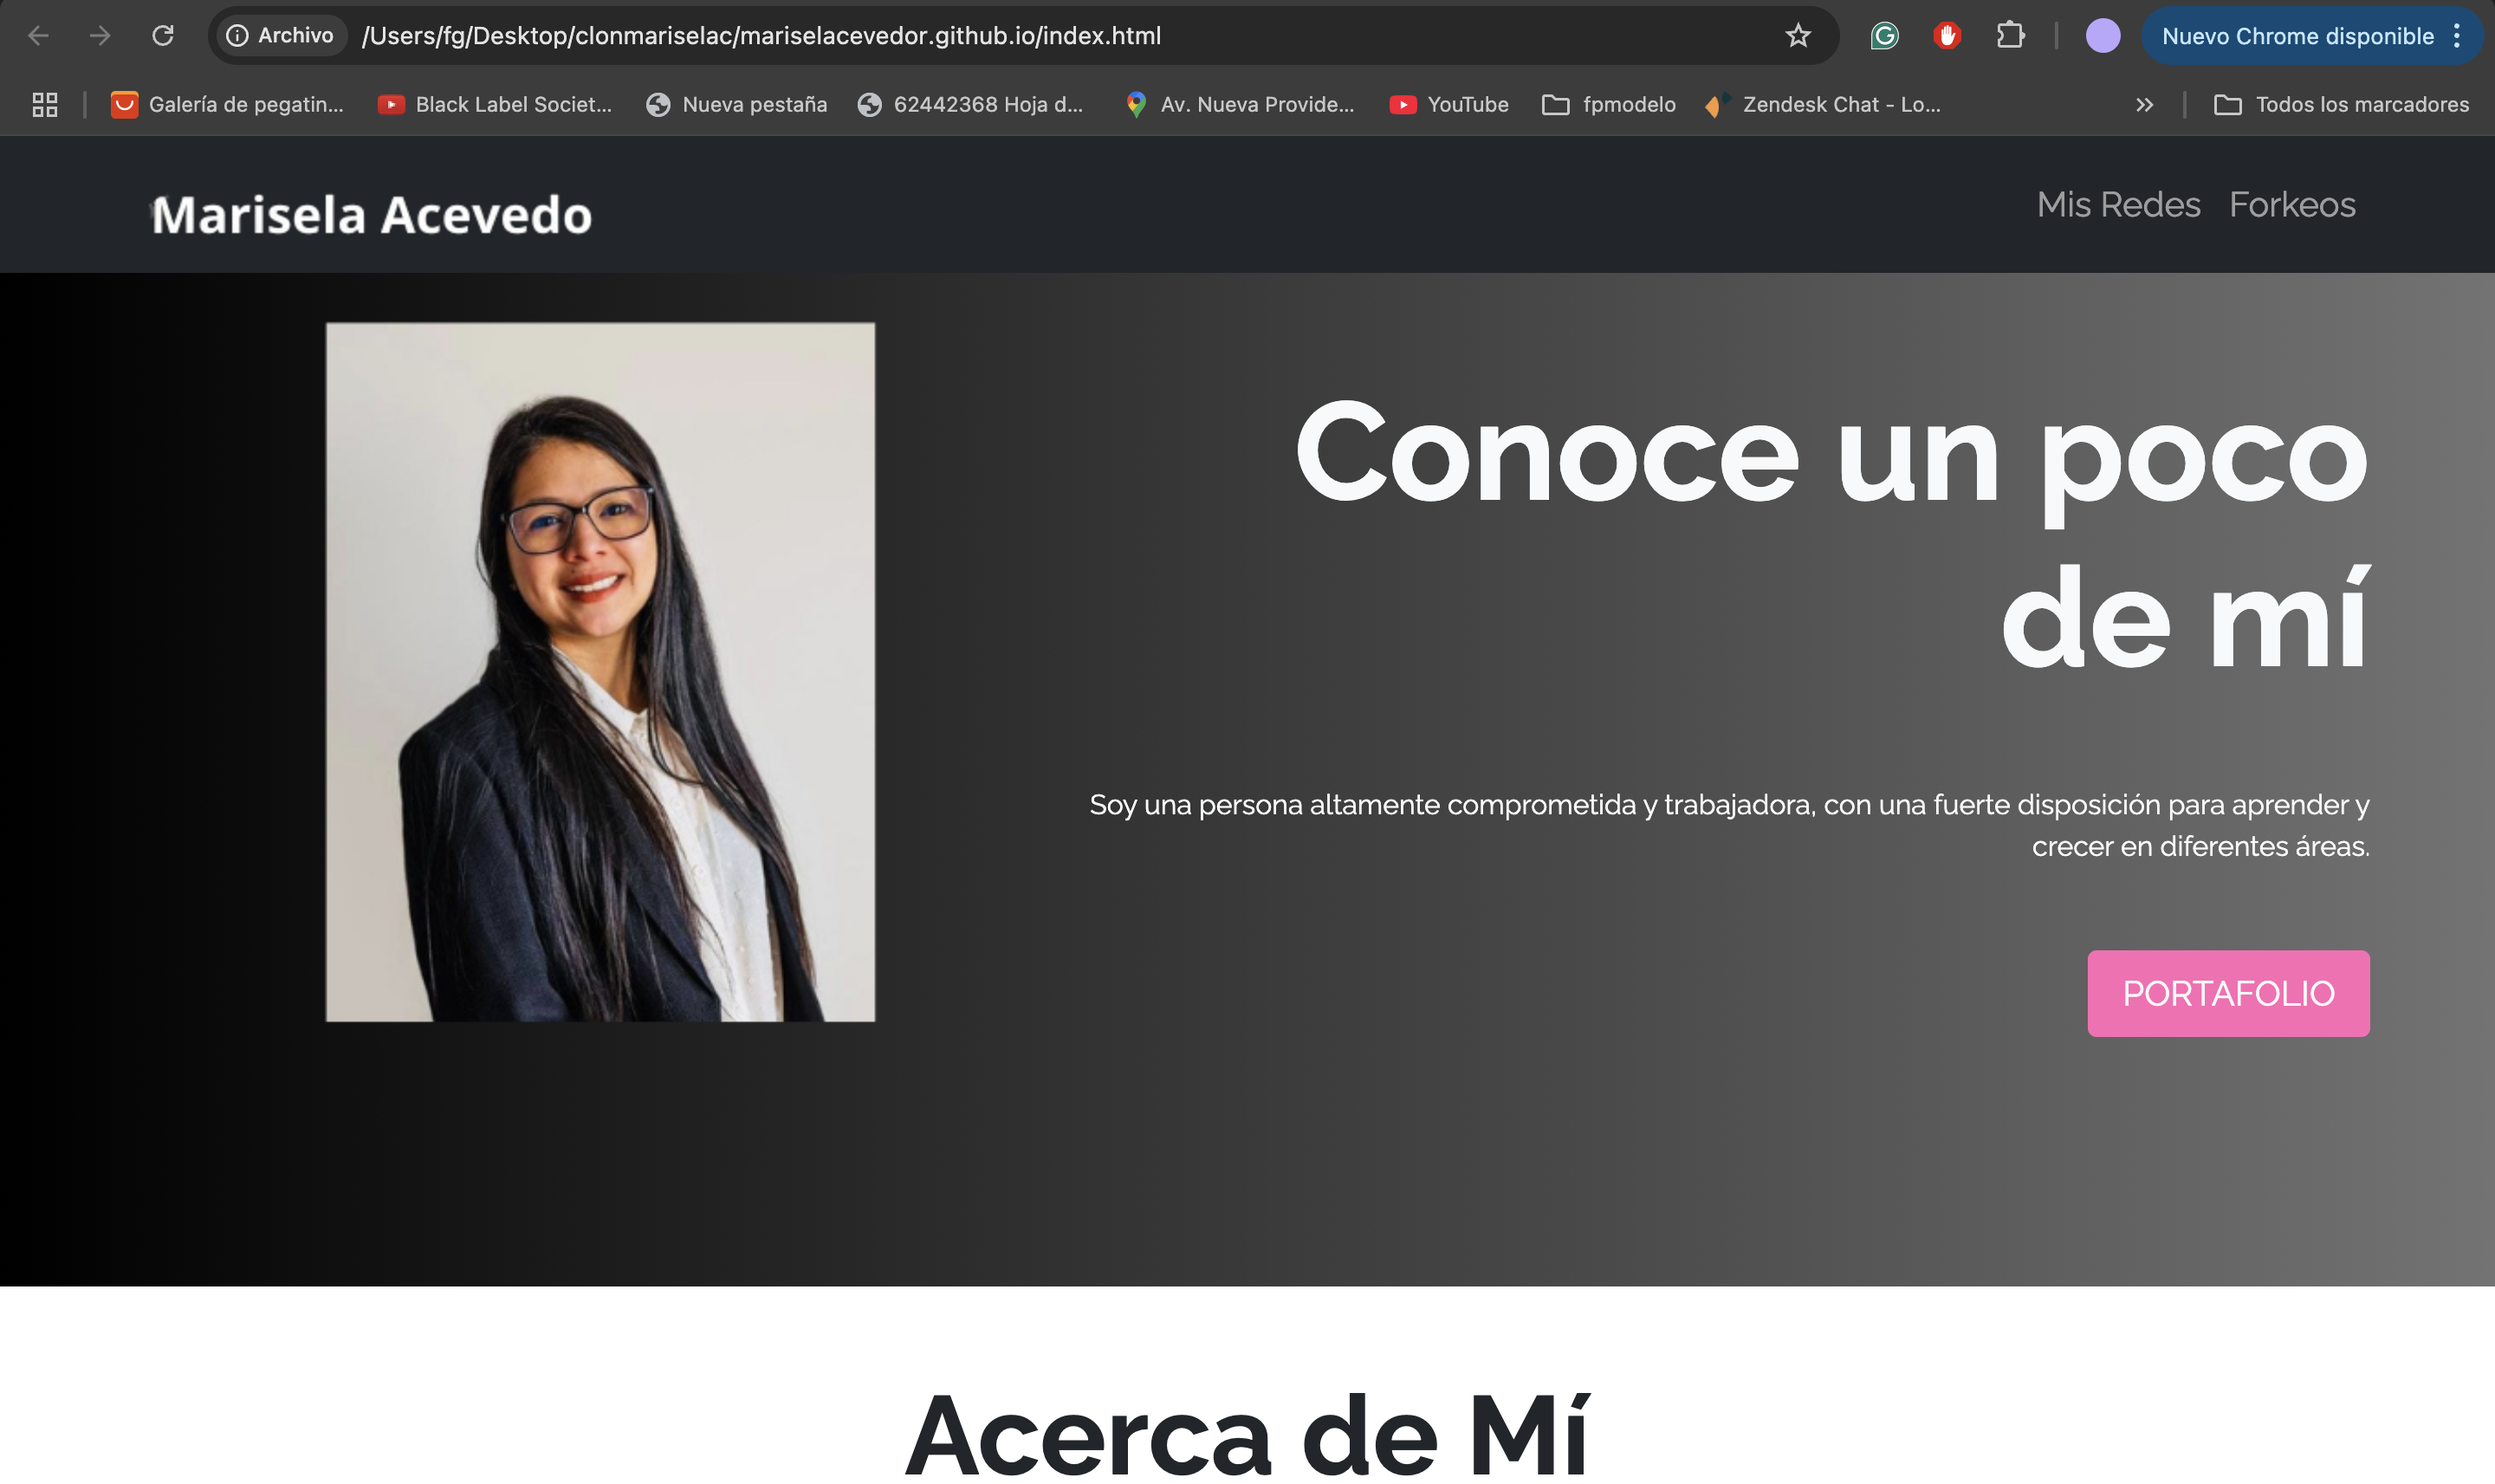 Archivo /Users/fg/Desktop/clonmariselac/mariselacevedor.github.io/index.html Nuevo Chrome disponible
Galería de pegatin... Black Label Societ... Nueva pestaña 62442368 Hoja d... Av. Nueva Provide... YouTube fpmodelo Zendesk Chat - Lo... » Todos los marcadores
Marisela Acevedo Mis Redes Forkeos
Conoce un poco
de mí
Soy una persona altamente comprometida y trabajadora, con una fuerte disposición para aprender y
crecer en diferentes áreas.
PORTAFOLIO
Acerca de Mí